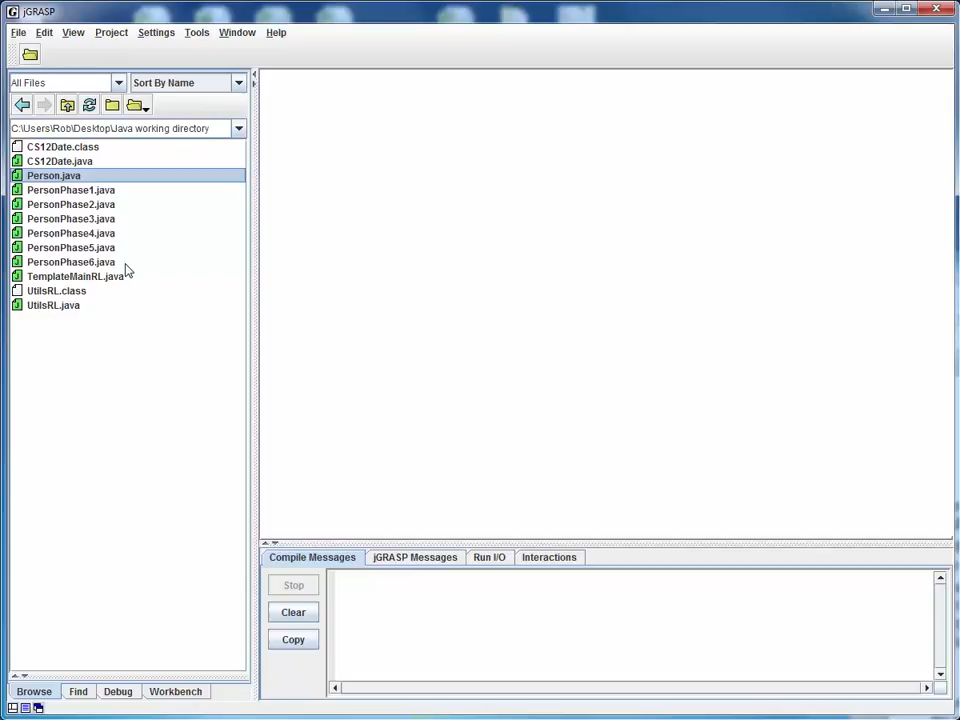 jGRASP
File Edit View Project Settings Tools Window Help
All Files Sort By Name
C:\Users\Rob\Desktop\Java working directory
CS12Date.class
CS12Date.java
Person.java
PersonPhase1.java
PersonPhase2.java
PersonPhase3.java
PersonPhase4.java
PersonPhase5.java
PersonPhase6.java
TemplateMainRL.java
UtilsRL.class
UtilsRL.java
Compile Messages jGRASP Messages Run I/O Interactions
Stop
Clear
Copy
Browse Find Debug Workbench